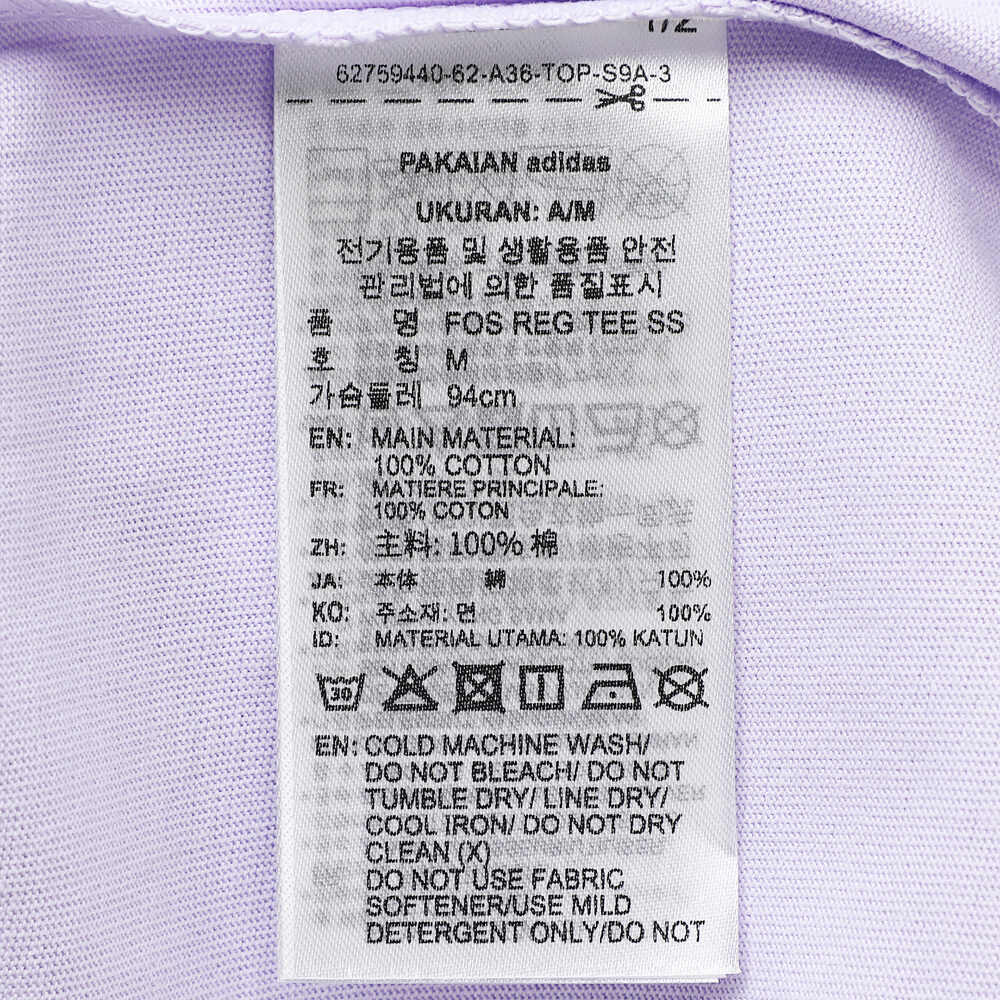 62759440-62-A36-TOP-S9A-3
PAKAIAN adidas
UKURAN: A/M
전기용품 및 생활용품 안전
관리법에 의한 품질표시
품 명 FOS REG TEE SS
호 칭 M
가슴둘레 94cm
EN: MAIN MATERIAL:
100% COTTON
FR: MATIERE PRINCIPALE:
100% COTON
ZH: 主料: 100% 棉
JA: 本体 綿 100%
KO: 주소재: 면 100%
ID: MATERIAL UTAMA: 100% KATUN
30
EN: COLD MACHINE WASH/
DO NOT BLEACH/ DO NOT
TUMBLE DRY/ LINE DRY/
COOL IRON/ DO NOT DRY
CLEAN (X)
DO NOT USE FABRIC
SOFTENER/USE MILD
DETERGENT ONLY/DO NOT